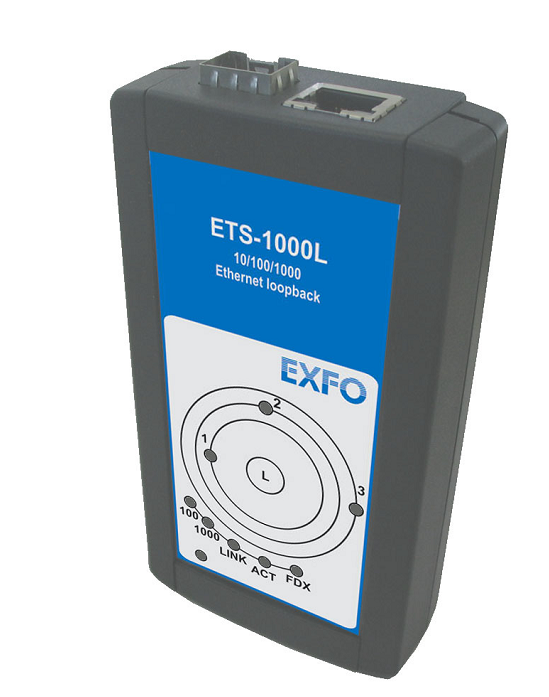 ETS-1000L
10/100/1000
Ethernet loopback
EXFO
2
1
L
3
100
1000
LINK
ACT
FDX